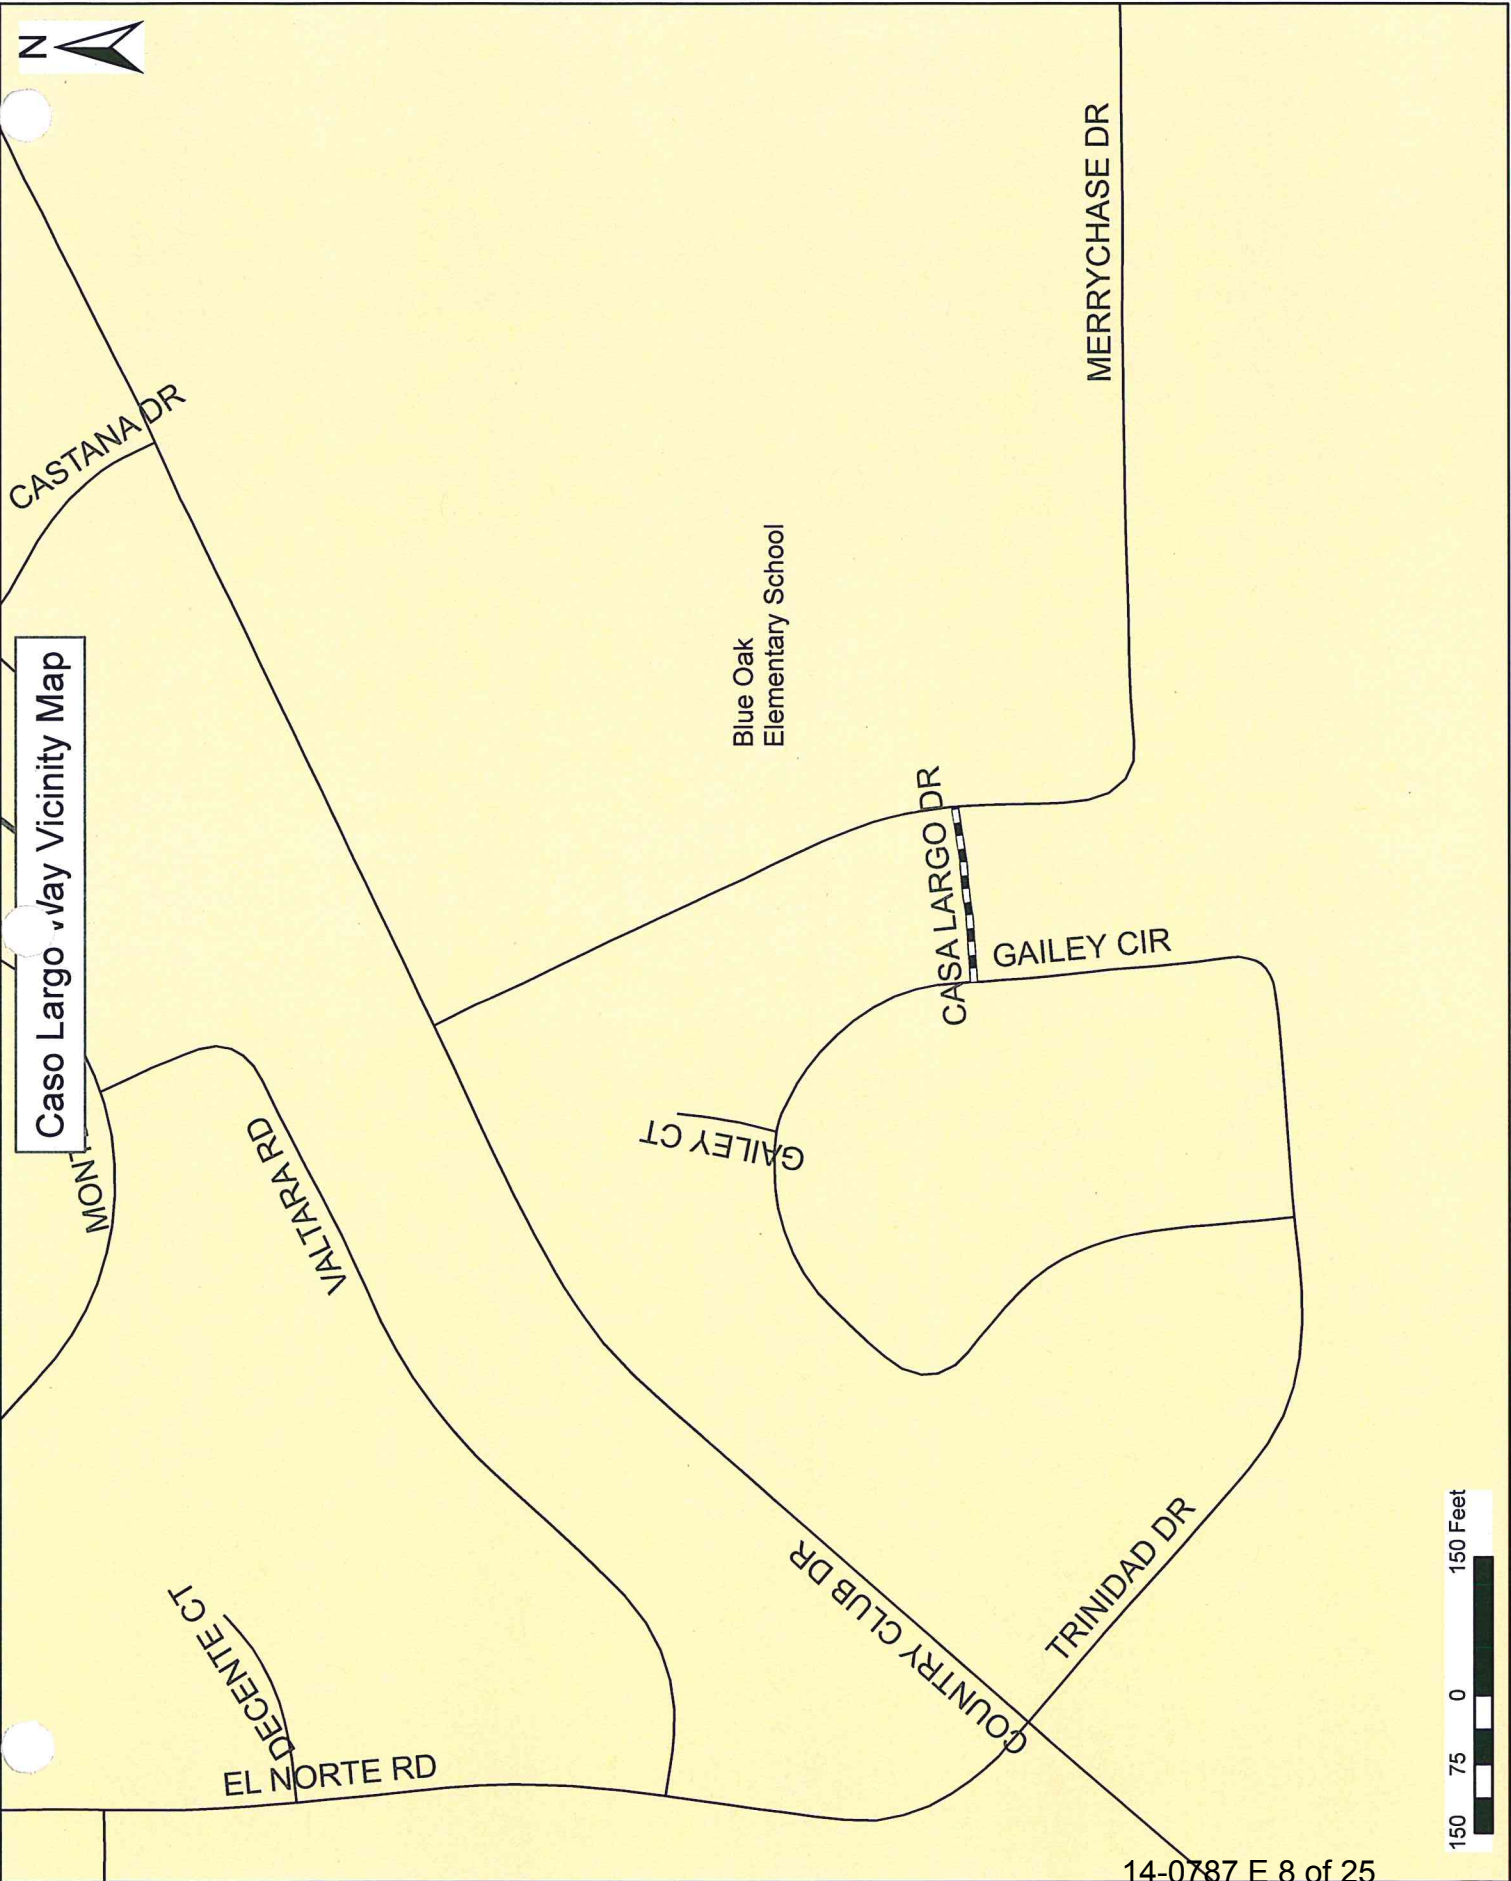 N
Caso Largo Way Vicinity Map
CASTANA DR
MERRYCHASE DR
Blue Oak
Elementary School
CASA LARGO DR
GAILEY CIR
GAILEY CT
VALTARA RD
COUNTRY CLUB DR
TRINIDAD DR
DECENTE CT
EL NORTE RD
150 75 0 150 Feet
14-0787 E 8 of 25